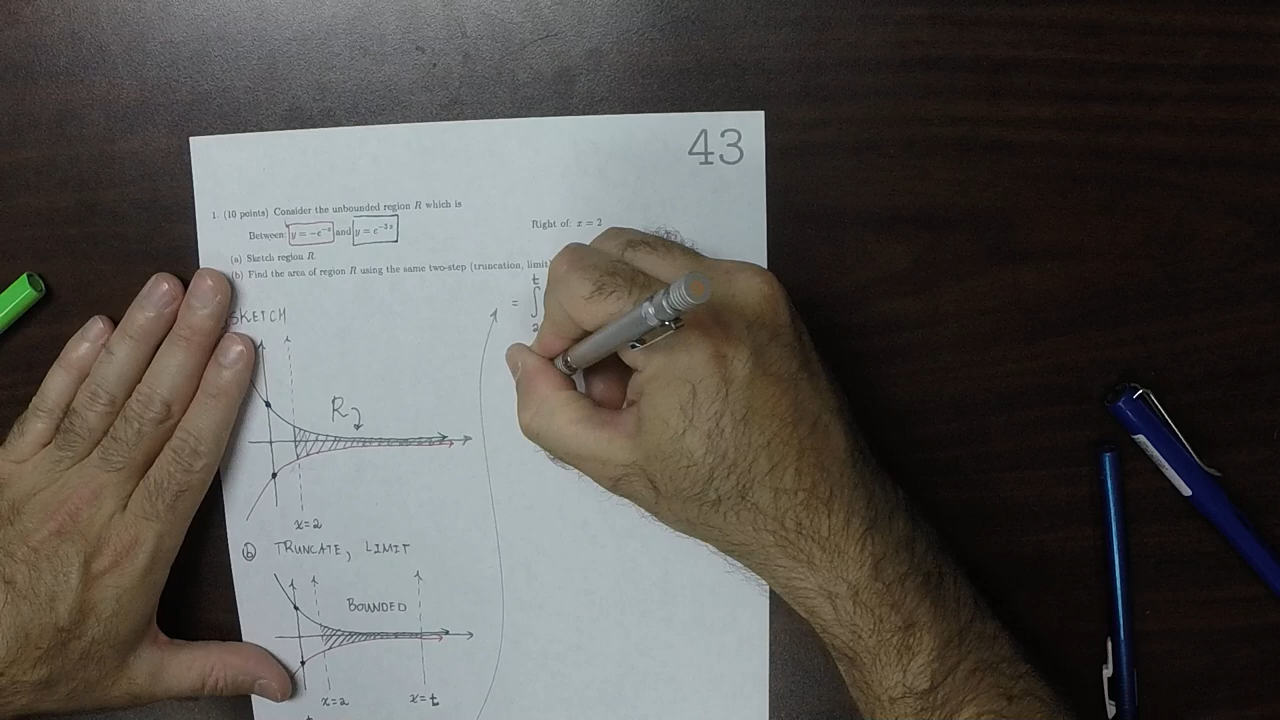 43
1. (10 points) Consider the unbounded region R which is
Between: y = −e⁻ˣ and y = e⁻³ˣ
Right of: x = 2
(a) Sketch region R.
(b) Find the area of region R using the same two-step (truncation, limit)
SKETCH
R
x=2
ⓑ TRUNCATE, LIMIT
BOUNDED
x=2
x=t
t
= ∫
2